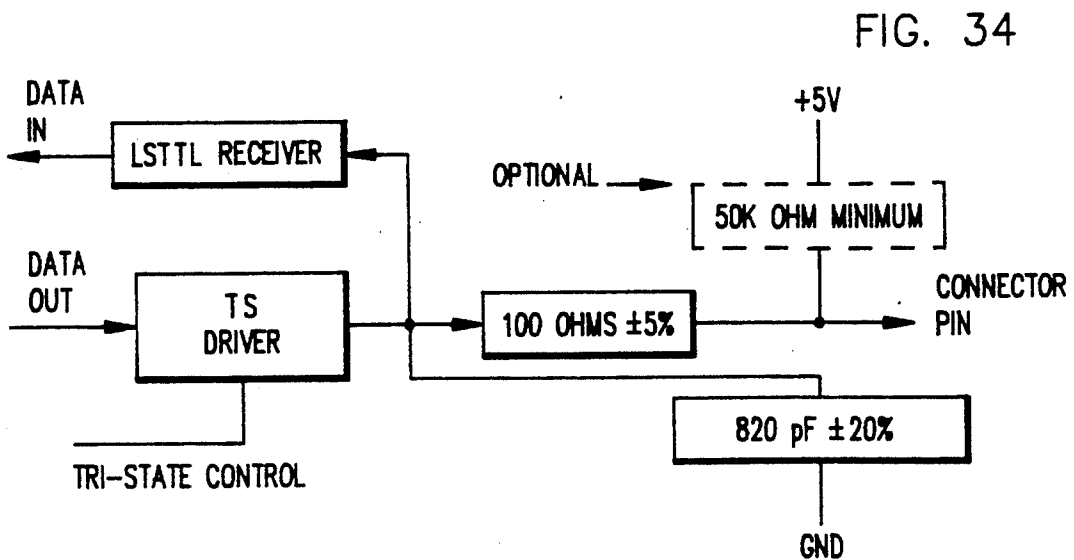 FIG. 34
DATA
IN
LSTTL RECEIVER
+5V
OPTIONAL
50K OHM MINIMUM
DATA
OUT
TS
DRIVER
100 OHMS ±5%
CONNECTOR
PIN
820 pF ±20%
TRI-STATE CONTROL
GND